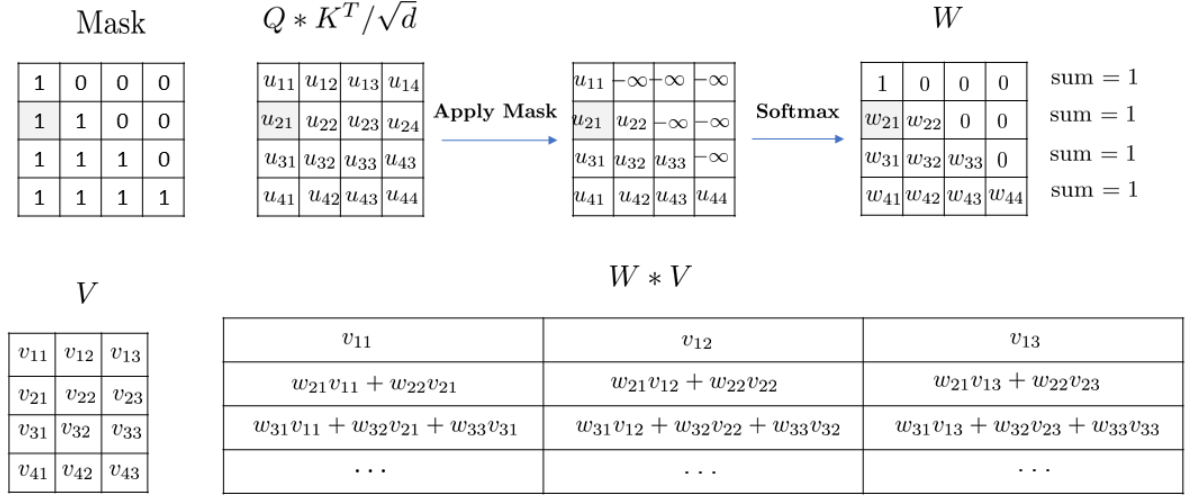 Mask
Q ∗ K^T/√d
W
1 0 0 0
1 1 0 0
1 1 1 0
1 1 1 1
u₁₁ u₁₂ u₁₃ u₁₄
u₂₁ u₂₂ u₂₃ u₂₄
u₃₁ u₃₂ u₃₃ u₄₃
u₄₁ u₄₂ u₄₃ u₄₄
Apply Mask
u₁₁ −∞ −∞ −∞
u₂₁ u₂₂ −∞ −∞
u₃₁ u₃₂ u₃₃ −∞
u₄₁ u₄₂ u₄₃ u₄₄
Softmax
1 0 0 0 sum = 1
w₂₁ w₂₂ 0 0 sum = 1
w₃₁ w₃₂ w₃₃ 0 sum = 1
w₄₁ w₄₂ w₄₃ w₄₄ sum = 1
V
v₁₁ v₁₂ v₁₃
v₂₁ v₂₂ v₂₃
v₃₁ v₃₂ v₃₃
v₄₁ v₄₂ v₄₃
W ∗ V
v₁₁ v₁₂ v₁₃
w₂₁v₁₁ + w₂₂v₂₁ w₂₁v₁₂ + w₂₂v₂₂ w₂₁v₁₃ + w₂₂v₂₃
w₃₁v₁₁ + w₃₂v₂₁ + w₃₃v₃₁ w₃₁v₁₂ + w₃₂v₂₂ + w₃₃v₃₂ w₃₁v₁₃ + w₃₂v₂₃ + w₃₃v₃₃
··· ··· ···